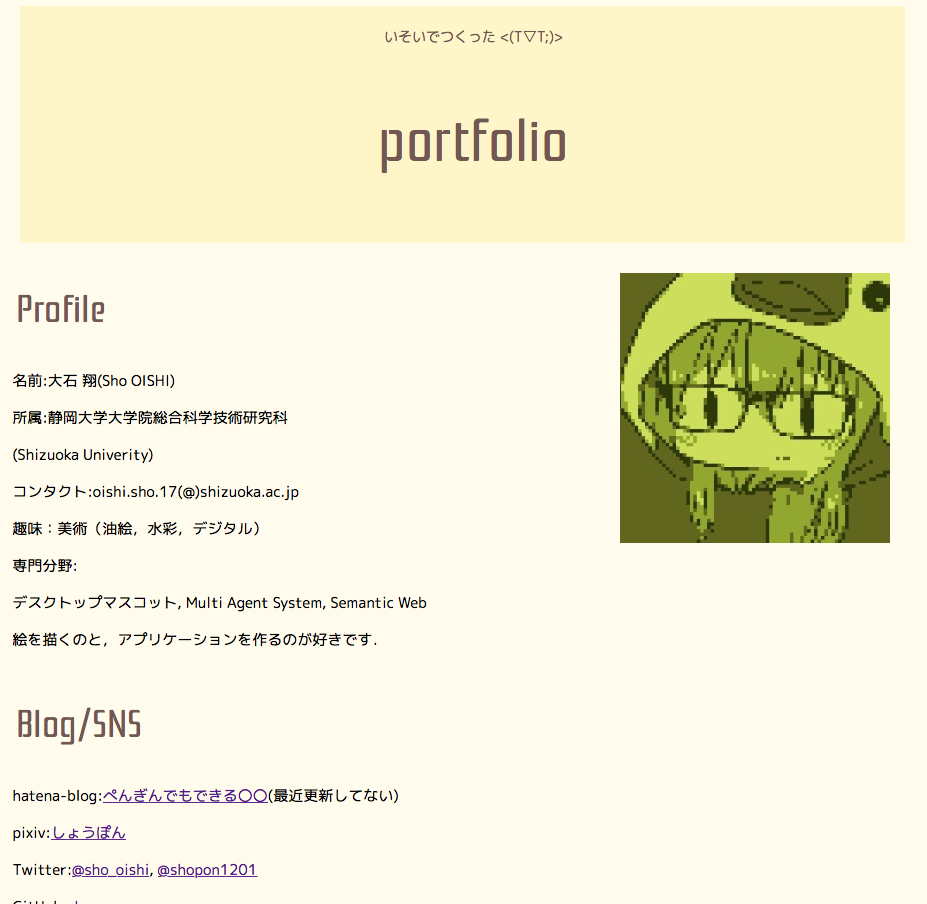 いそいでつくった <(T▽T;)>
portfolio
Profile
名前:大石 翔(Sho OISHI)
所属:静岡大学大学院総合科学技術研究科
(Shizuoka Univerity)
コンタクト:oishi.sho.17(@)shizuoka.ac.jp
趣味：美術（油絵，水彩，デジタル）
専門分野:
デスクトップマスコット, Multi Agent System, Semantic Web
絵を描くのと，アプリケーションを作るのが好きです．
Blog/SNS
hatena-blog:ぺんぎんでもできる〇〇(最近更新してない)
pixiv:しょうぽん
Twitter:@sho_oishi, @shopon1201